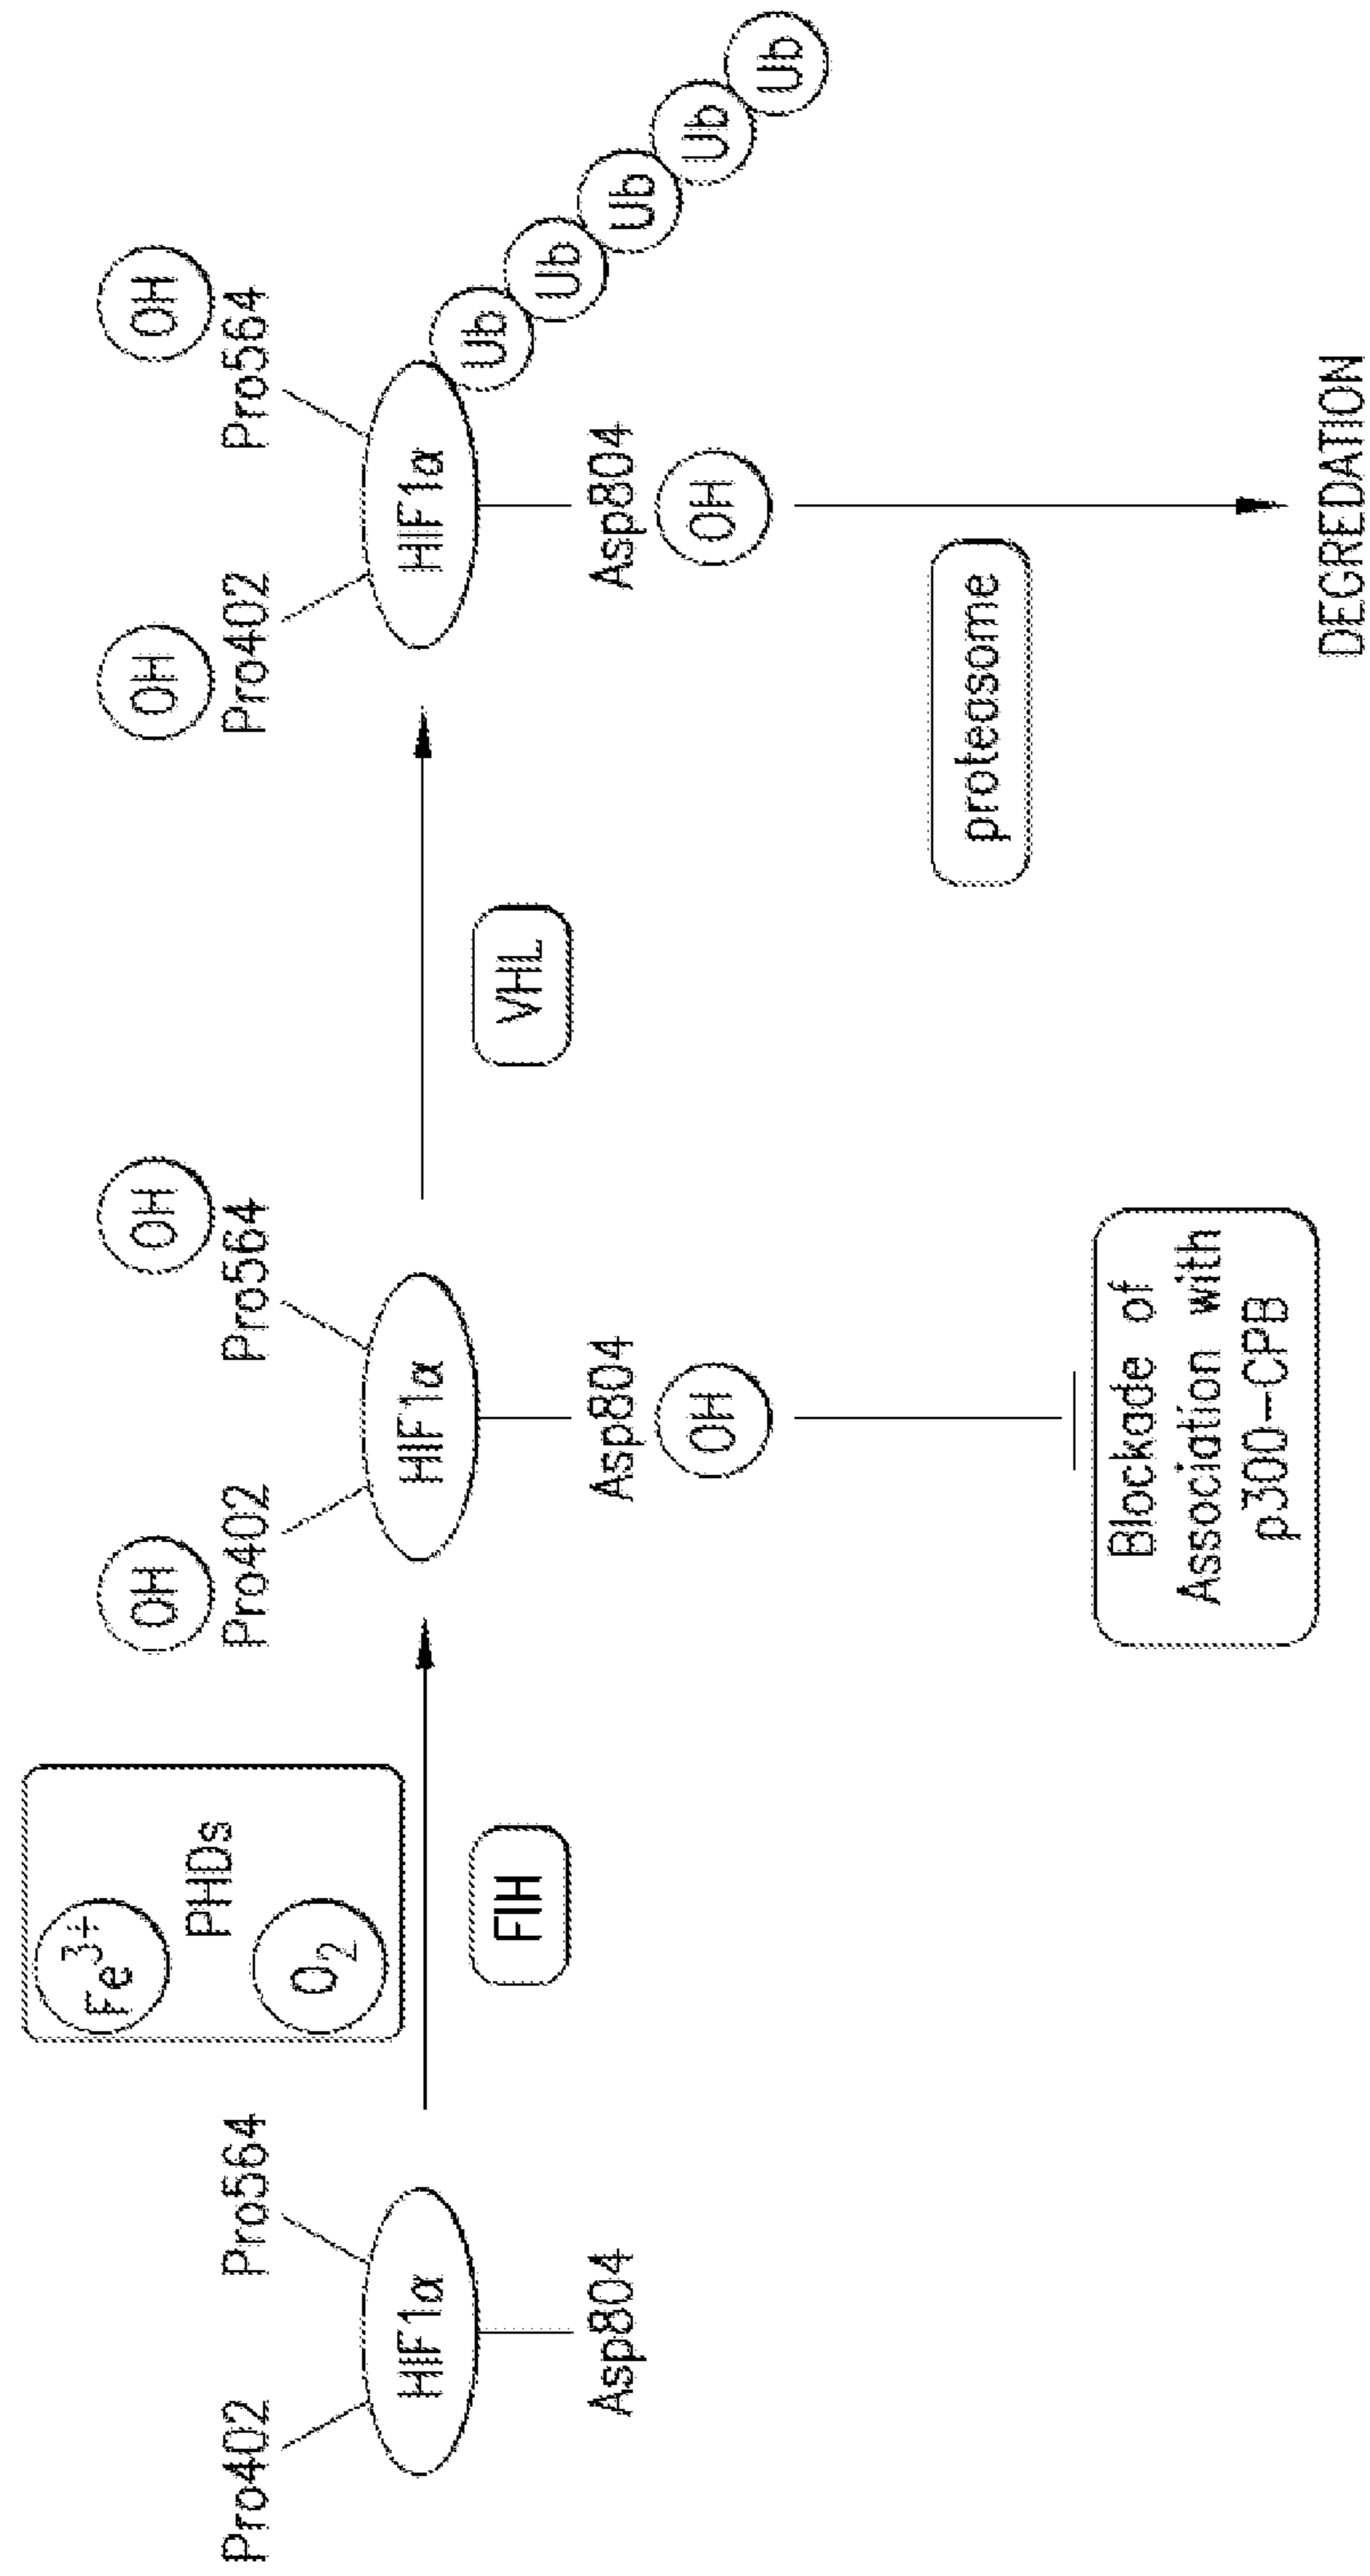 Pro402
Pro564
HIF1α
Asp804
Fe3+
PHDs
O2
FIH
OH
OH
Pro402
Pro564
HIF1α
Asp804
OH
Blockade of
Association with
p300-CPB
VHL
OH
OH
Pro402
Pro564
HIF1α
Ub
Ub
Ub
Ub
Ub
Asp804
OH
proteasome
DEGREDATION